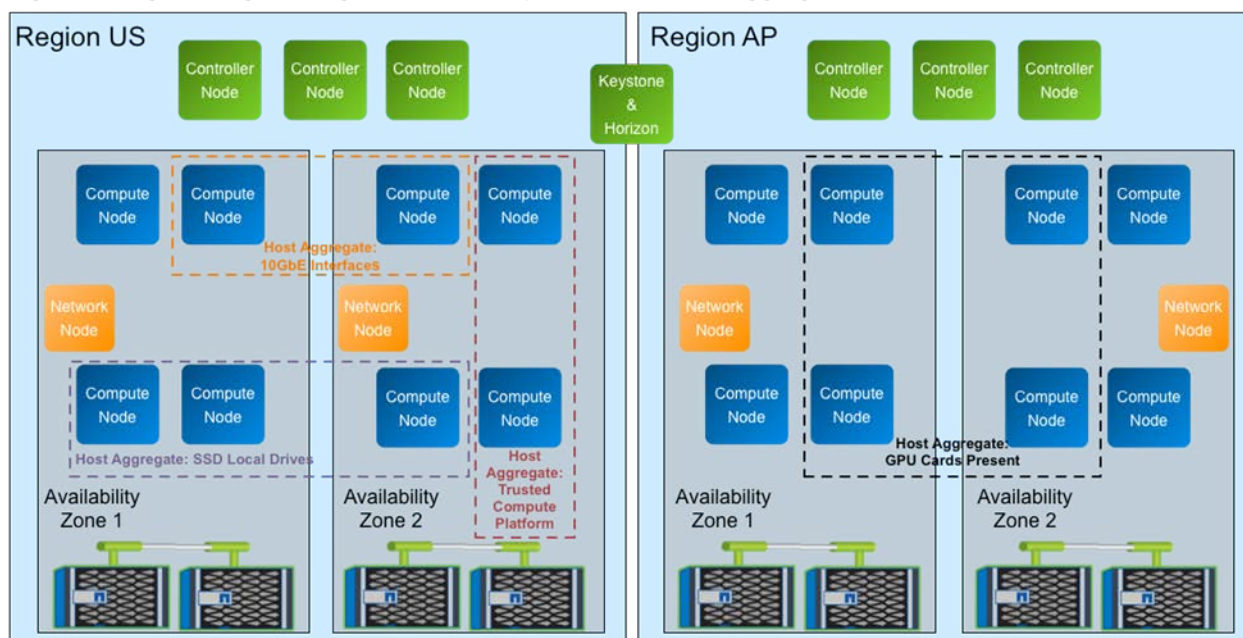 Region US
Controller
Node
Controller
Node
Controller
Node
Keystone
&
Horizon
Region AP
Controller
Node
Controller
Node
Controller
Node
Compute
Node
Compute
Node
Compute
Node
Compute
Node
Host Aggregate:
10GbE Interfaces
Compute
Node
Compute
Node
Compute
Node
Compute
Node
Network
Node
Network
Node
Network
Node
Network
Node
Compute
Node
Compute
Node
Compute
Node
Compute
Node
Host Aggregate: SSD Local Drives
Host
Aggregate:
Trusted
Compute
Platform
Compute
Node
Compute
Node
Compute
Node
Compute
Node
Host Aggregate:
GPU Cards Present
Availability
Zone 1
Availability
Zone 2
Availability
Zone 1
Availability
Zone 2